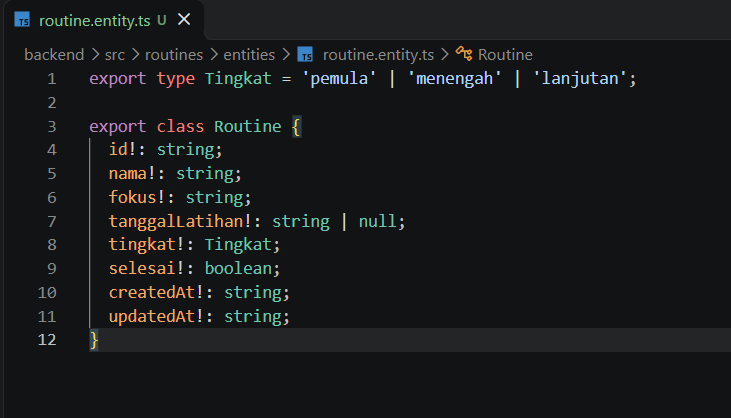 TS routine.entity.ts U ×
backend > src > routines > entities > TS routine.entity.ts > Routine
1 export type Tingkat = 'pemula' | 'menengah' | 'lanjutan';
2
3 export class Routine {
4 id!: string;
5 nama!: string;
6 fokus!: string;
7 tanggalLatihan!: string | null;
8 tingkat!: Tingkat;
9 selesai!: boolean;
10 createdAt!: string;
11 updatedAt!: string;
12 }